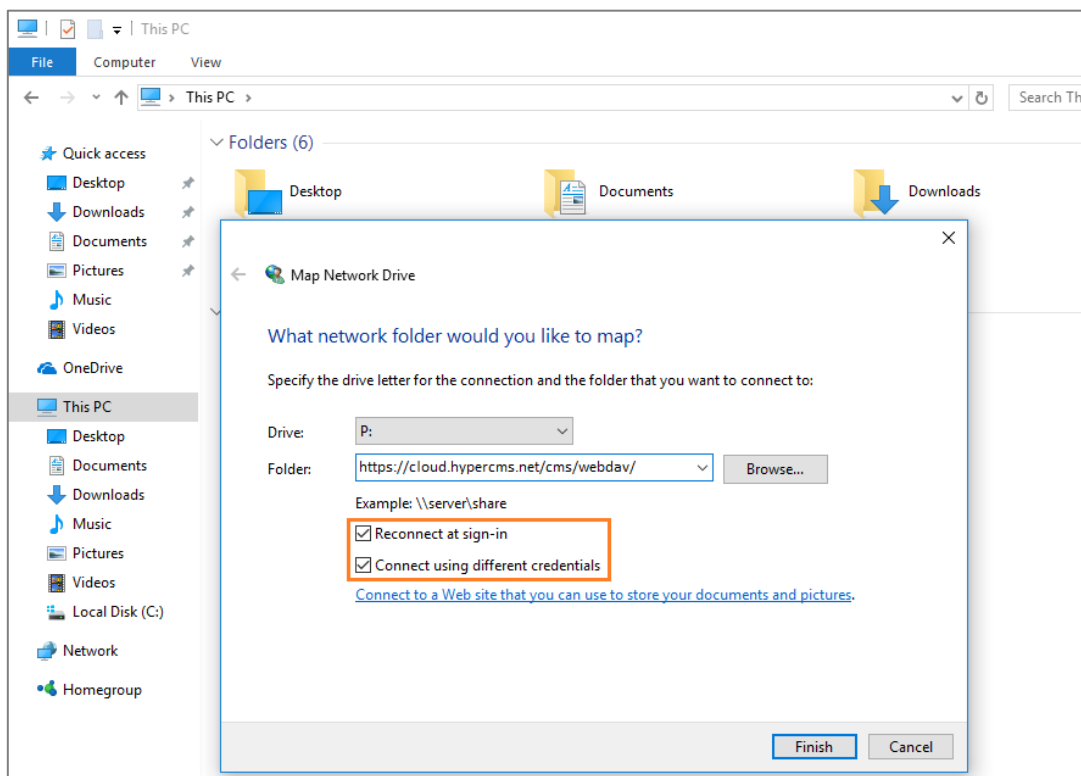 This PC
File Computer View
This PC
Search Th
Quick access
Desktop
Downloads
Documents
Pictures
Music
Videos
OneDrive
This PC
Desktop
Documents
Downloads
Music
Pictures
Videos
Local Disk (C:)
Network
Homegroup
Folders (6)
Desktop Documents Downloads
Map Network Drive
What network folder would you like to map?
Specify the drive letter for the connection and the folder that you want to connect to:
Drive: P:
Folder: https://cloud.hypercms.net/cms/webdav/ Browse...
Example: \\server\share
Reconnect at sign-in
Connect using different credentials
Connect to a Web site that you can use to store your documents and pictures.
Finish Cancel